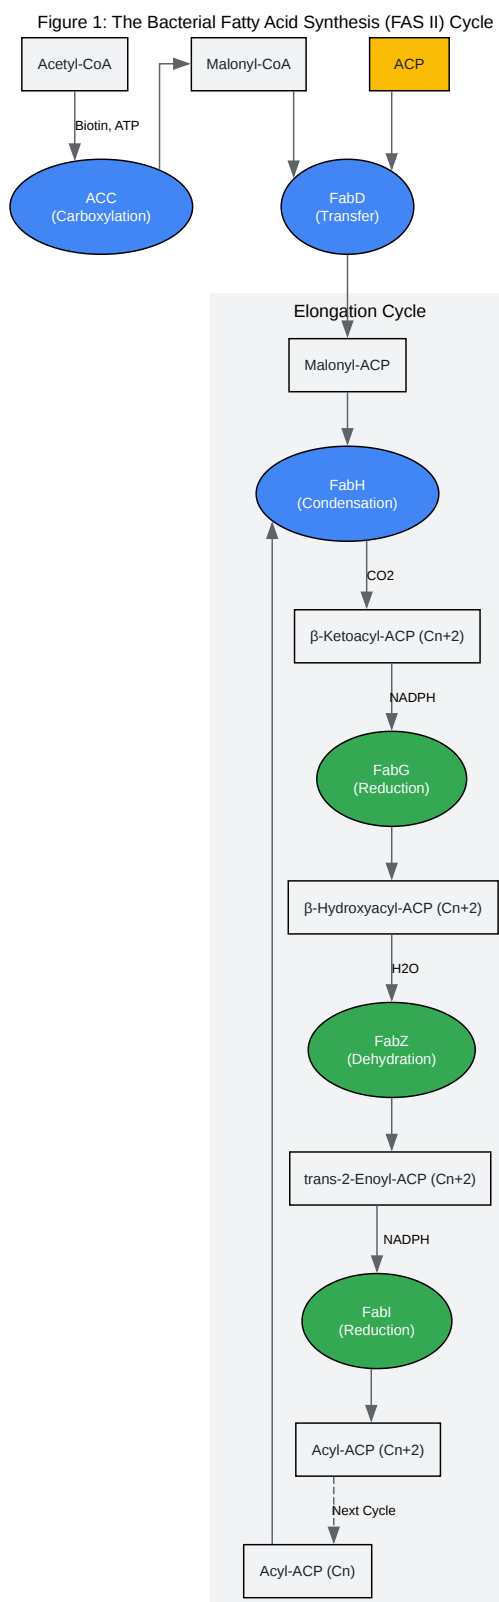 Figure 1: The Bacterial Fatty Acid Synthesis (FAS II) Cycle
Acetyl-CoA
Malonyl-CoA
ACP
Biotin, ATP
ACC
(Carboxylation)
FabD
(Transfer)
Elongation Cycle
Malonyl-ACP
FabH
(Condensation)
CO2
β-Ketoacyl-ACP (Cn+2)
NADPH
FabG
(Reduction)
β-Hydroxyacyl-ACP (Cn+2)
H2O
FabZ
(Dehydration)
trans-2-Enoyl-ACP (Cn+2)
NADPH
FabI
(Reduction)
Acyl-ACP (Cn+2)
Next Cycle
Acyl-ACP (Cn)